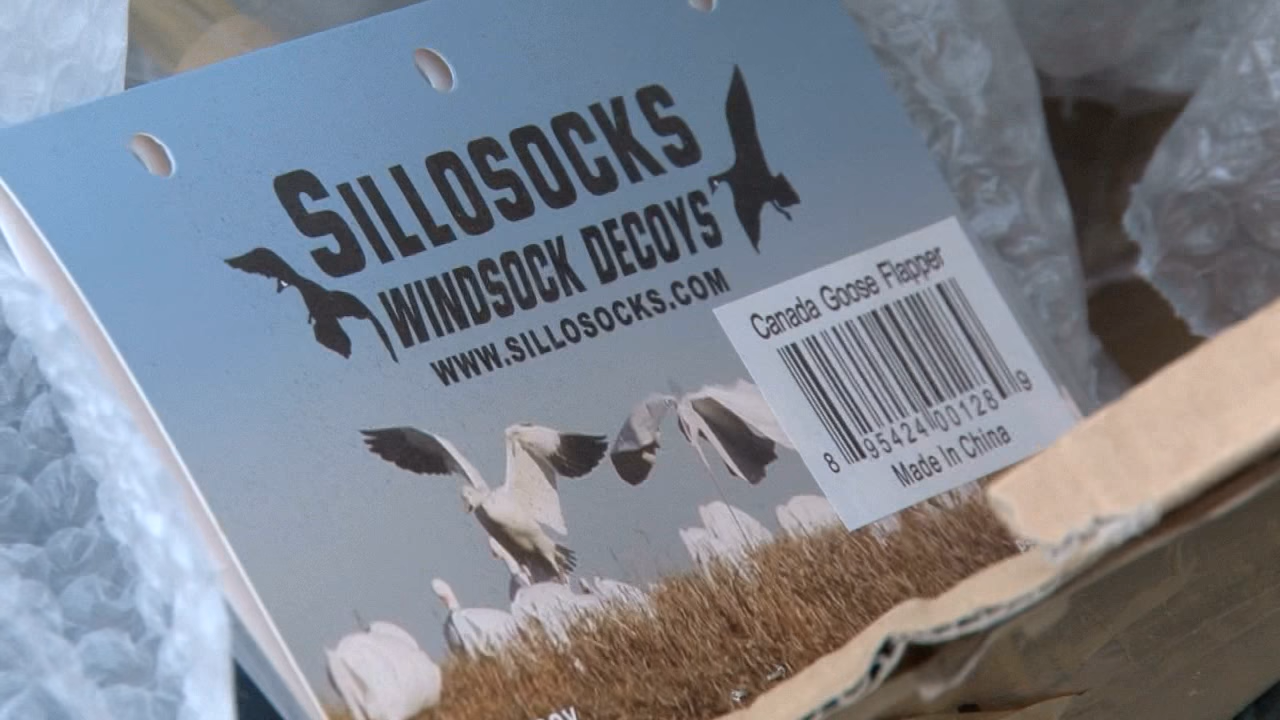 SILLOSOCKS
WINDSOCK DECOYS
WWW.SILLOSOCKS.COM
Canada Goose Flapper
8 95424 00128 9
Made In China